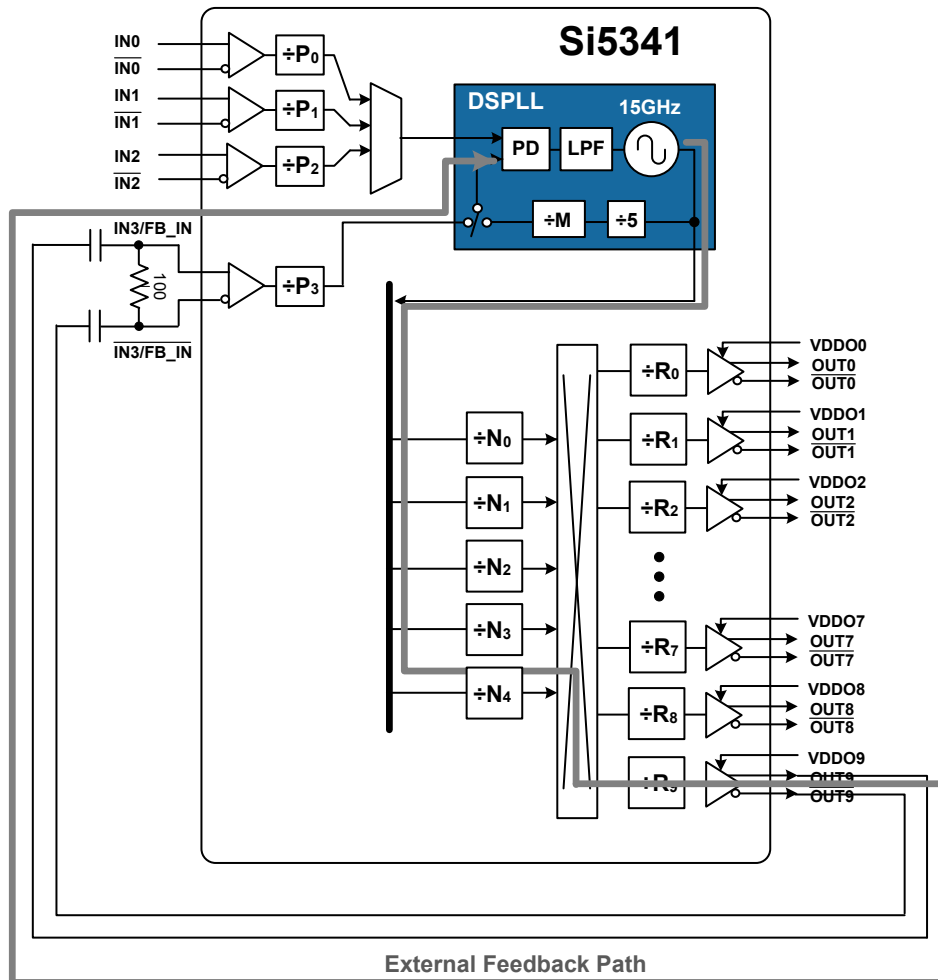 Si5341
IN0
IN0
÷P0
IN1
IN1
÷P1
IN2
IN2
÷P2
DSPLL
15GHz
PD
LPF
÷M
÷5
IN3/FB_IN
100
÷P3
IN3/FB_IN
÷N0
÷N1
÷N2
÷N3
÷N4
÷R0
VDDO0
OUT0
OUT0
÷R1
VDDO1
OUT1
OUT1
÷R2
VDDO2
OUT2
OUT2
÷R7
VDDO7
OUT7
OUT7
÷R8
VDDO8
OUT8
OUT8
÷R9
VDDO9
OUT9
OUT9
External Feedback Path